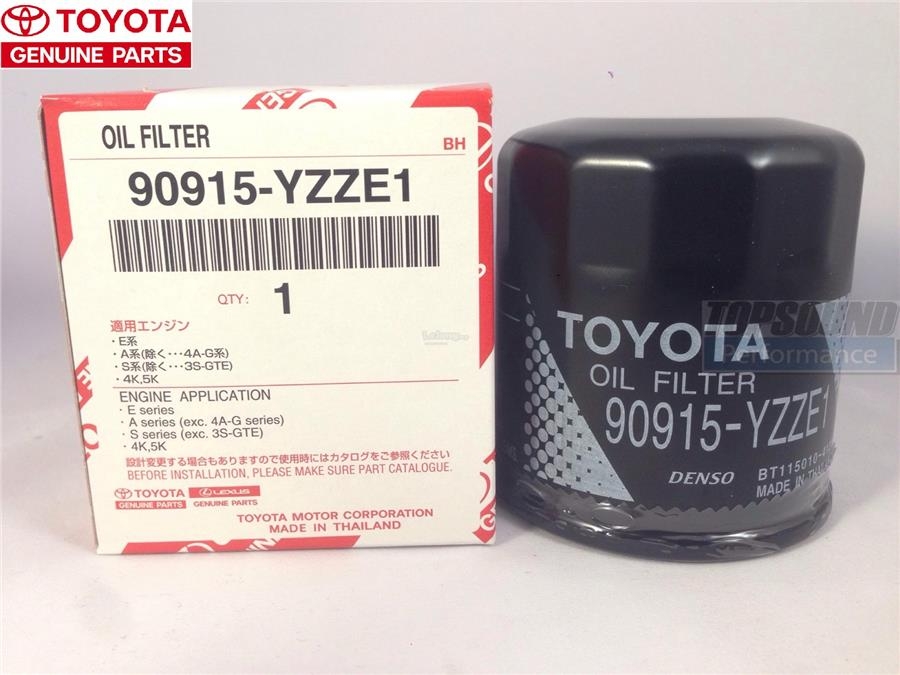 TOYOTA
GENUINE PARTS
OIL FILTER
BH
90915-YZZE1
QTY: 1
適用エンジン
・E系
・A系(除く・・・4A-G系)
・S系(除く・・・3S-GTE)
・4K,5K
ENGINE APPLICATION
・E series
・A series (exc. 4A-G series)
・S series (exc. 3S-GTE)
・4K,5K
設計変更する場合もありますので使用時にはカタログをご参照ください
BEFORE INSTALLATION, PLEASE MAKE SURE PART CATALOGUE.
TOYOTA LEXUS
GENUINE PARTS GENUINE PARTS
TOYOTA MOTOR CORPORATION
MADE IN THAILAND
TOYOTA
OIL FILTER
90915-YZZE1
DENSO
BT115010-4
MADE IN THA
TOPSOUND
Performance